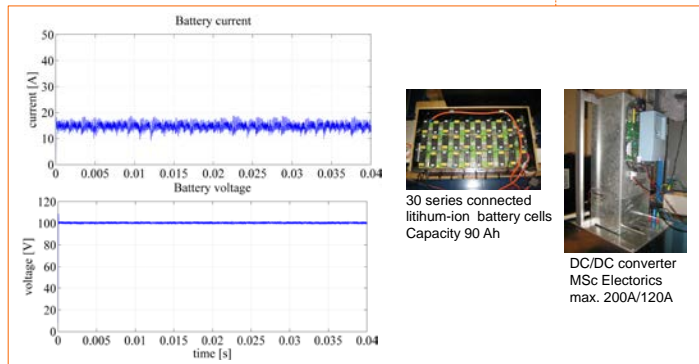 Battery current
50
40
30
20
10
0
current [A]
0 0.005 0.01 0.015 0.02 0.025 0.03 0.035 0.04
Battery voltage
120
100
80
60
40
20
0
voltage [V]
0 0.005 0.01 0.015 0.02 0.025 0.03 0.035 0.04
time [s]
30 series connected
litihum-ion battery cells
Capacity 90 Ah
DC/DC converter
MSc Electorics
max. 200A/120A